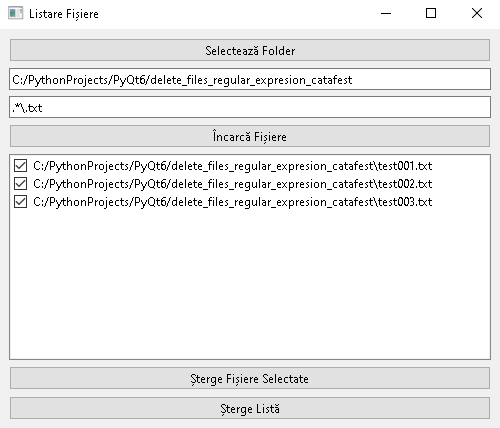 Listare Fișiere
Selectează Folder
C:/PythonProjects/PyQt6/delete_files_regular_expresion_catafest
.*\.txt
Încarcă Fișiere
C:/PythonProjects/PyQt6/delete_files_regular_expresion_catafest\test001.txt
C:/PythonProjects/PyQt6/delete_files_regular_expresion_catafest\test002.txt
C:/PythonProjects/PyQt6/delete_files_regular_expresion_catafest\test003.txt
Șterge Fișiere Selectate
Șterge Listă